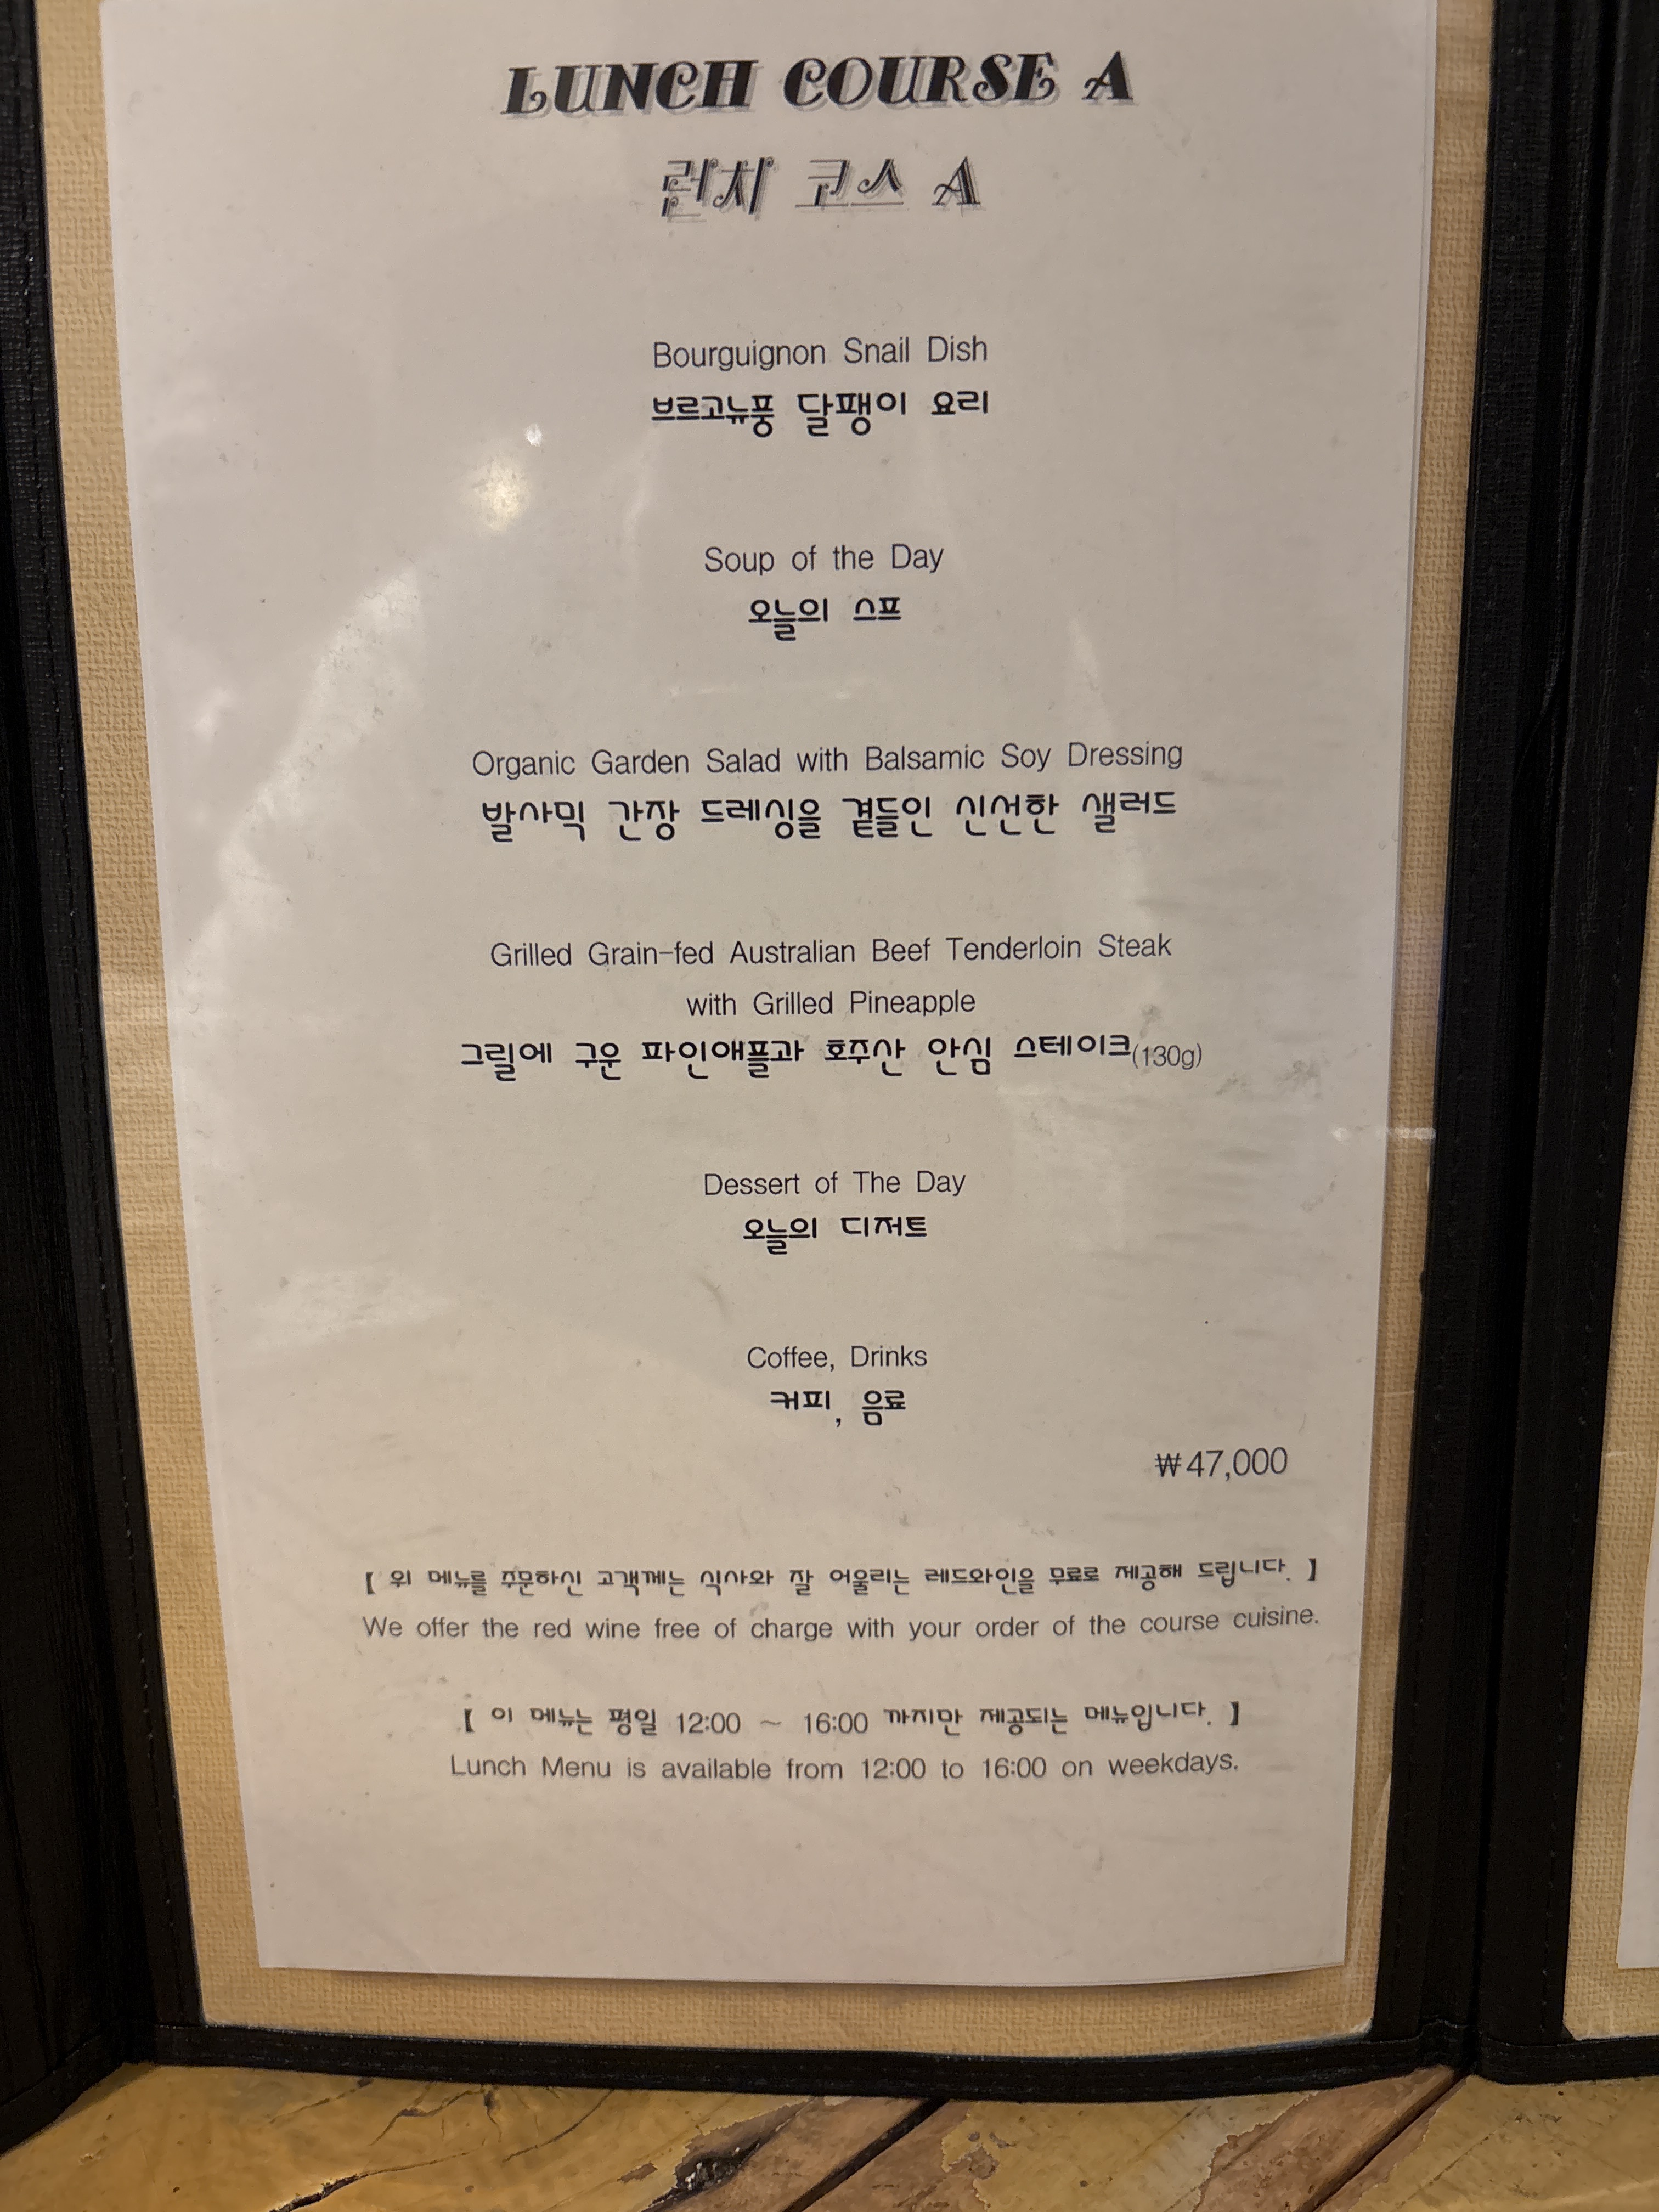 LUNCH COURSE A
런치 코스 A
Bourguignon Snail Dish
브르고뉴풍 달팽이 요리
Soup of the Day
오늘의 스프
Organic Garden Salad with Balsamic Soy Dressing
발사믹 간장 드레싱을 곁들인 신선한 샐러드
Grilled Grain-fed Australian Beef Tenderloin Steak
with Grilled Pineapple
그릴에 구운 파인애플과 호주산 안심 스테이크(130g)
Dessert of The Day
오늘의 디저트
Coffee, Drinks
커피, 음료
₩47,000
【 위 메뉴를 주문하신 고객께는 식사와 잘 어울리는 레드와인을 무료로 제공해 드립니다. 】
We offer the red wine free of charge with your order of the course cuisine.
【 이 메뉴는 평일 12:00 ~ 16:00 까지만 제공되는 메뉴입니다. 】
Lunch Menu is available from 12:00 to 16:00 on weekdays.